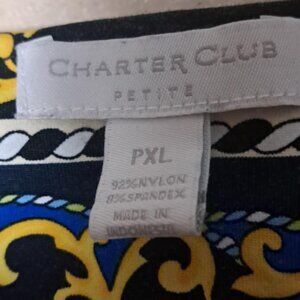 CHARTER CLUB
PETITE
PXL
92%NYLON
8%SPANDEX
MADE IN
INDONESIA